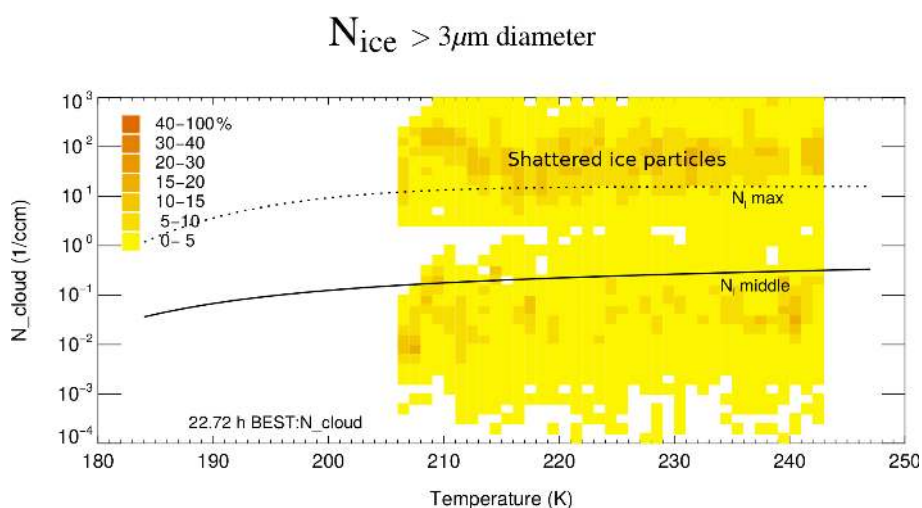 N_ice > 3μm diameter
10^3
10^2
10^1
10^0
10^-1
10^-2
10^-3
10^-4
N_cloud (1/ccm)
40-100%
30-40
20-30
15-20
10-15
5-10
0-5
Shattered ice particles
N_i max
N_i middle
22.72 h BEST:N_cloud
180 190 200 210 220 230 240 250
Temperature (K)